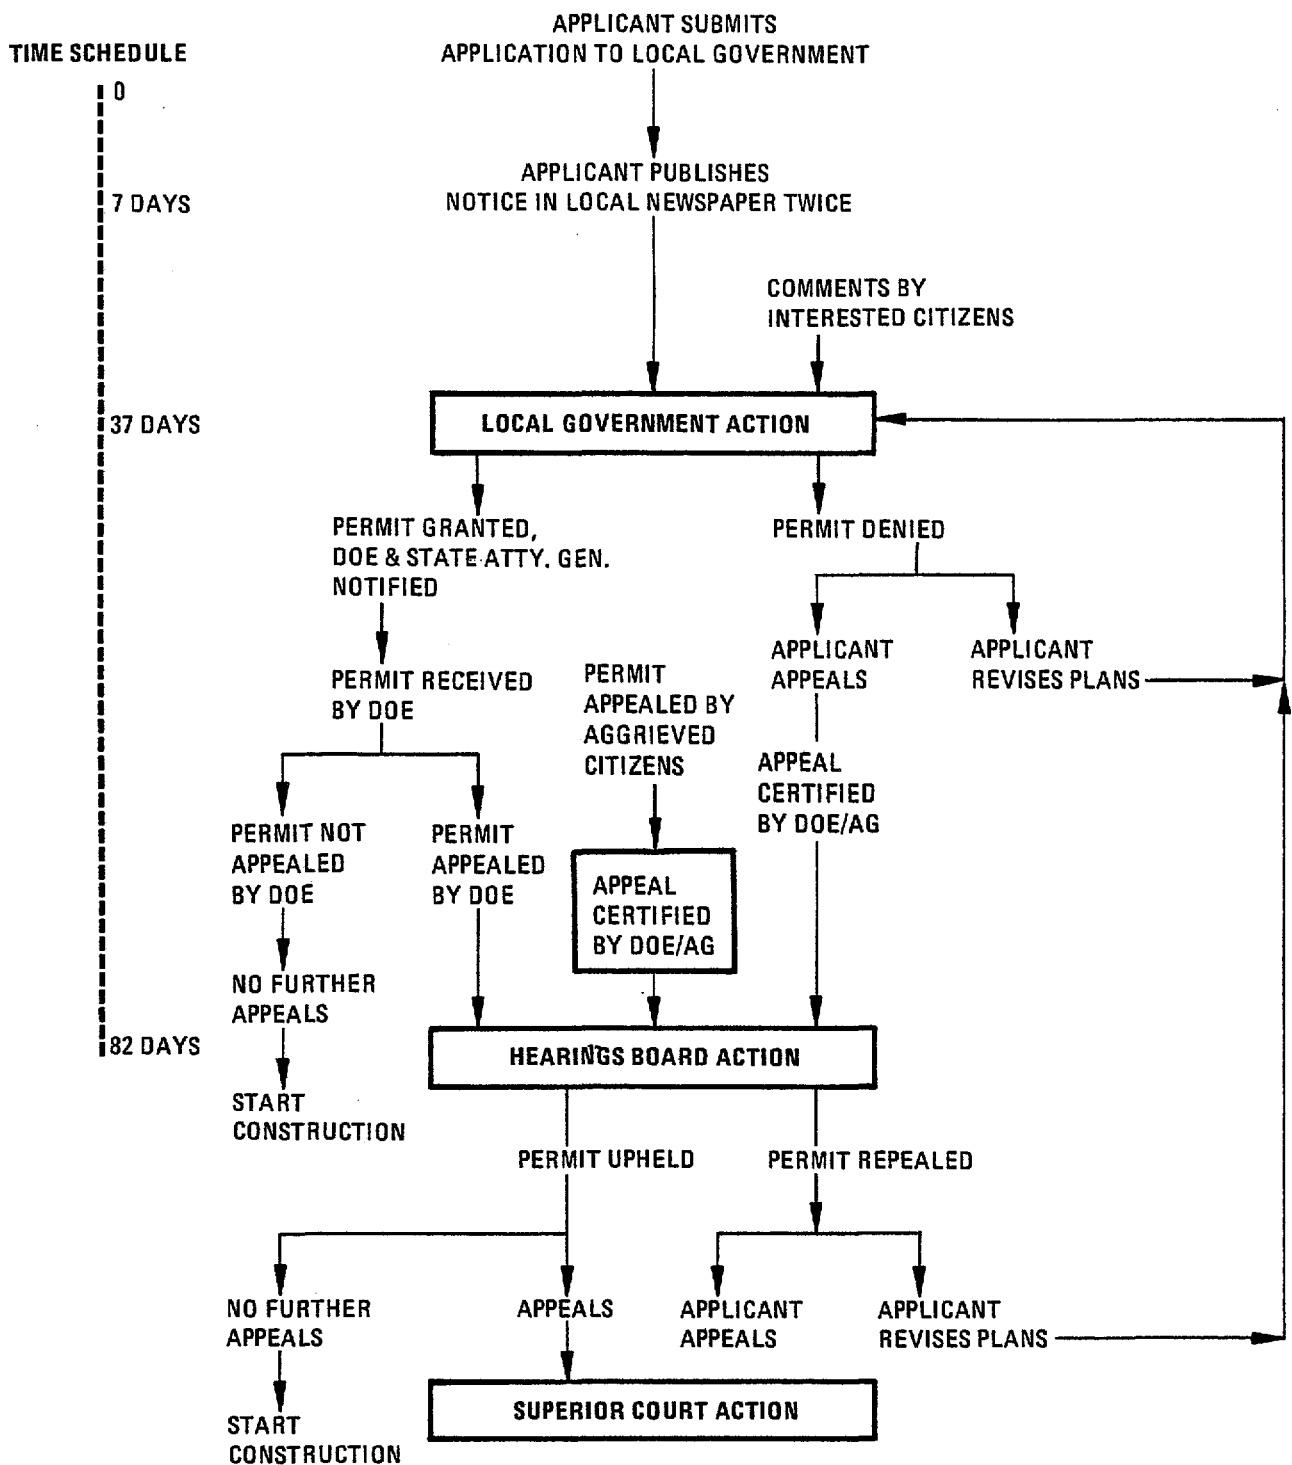 APPLICANT SUBMITS
APPLICATION TO LOCAL GOVERNMENT
TIME SCHEDULE
0
APPLICANT PUBLISHES
NOTICE IN LOCAL NEWSPAPER TWICE
7 DAYS
COMMENTS BY
INTERESTED CITIZENS
37 DAYS
LOCAL GOVERNMENT ACTION
PERMIT GRANTED,
DOE & STATE ATTY. GEN.
NOTIFIED
PERMIT DENIED
APPLICANT
APPEALS
APPLICANT
REVISES PLANS
PERMIT RECEIVED
BY DOE
PERMIT
APPEALED BY
AGGRIEVED
CITIZENS
APPEAL
CERTIFIED
BY DOE/AG
PERMIT NOT
APPEALED
BY DOE
PERMIT
APPEALED
BY DOE
APPEAL
CERTIFIED
BY DOE/AG
NO FURTHER
APPEALS
82 DAYS
HEARINGS BOARD ACTION
START
CONSTRUCTION
PERMIT UPHELD
PERMIT REPEALED
NO FURTHER
APPEALS
APPEALS
APPLICANT
APPEALS
APPLICANT
REVISES PLANS
SUPERIOR COURT ACTION
START
CONSTRUCTION